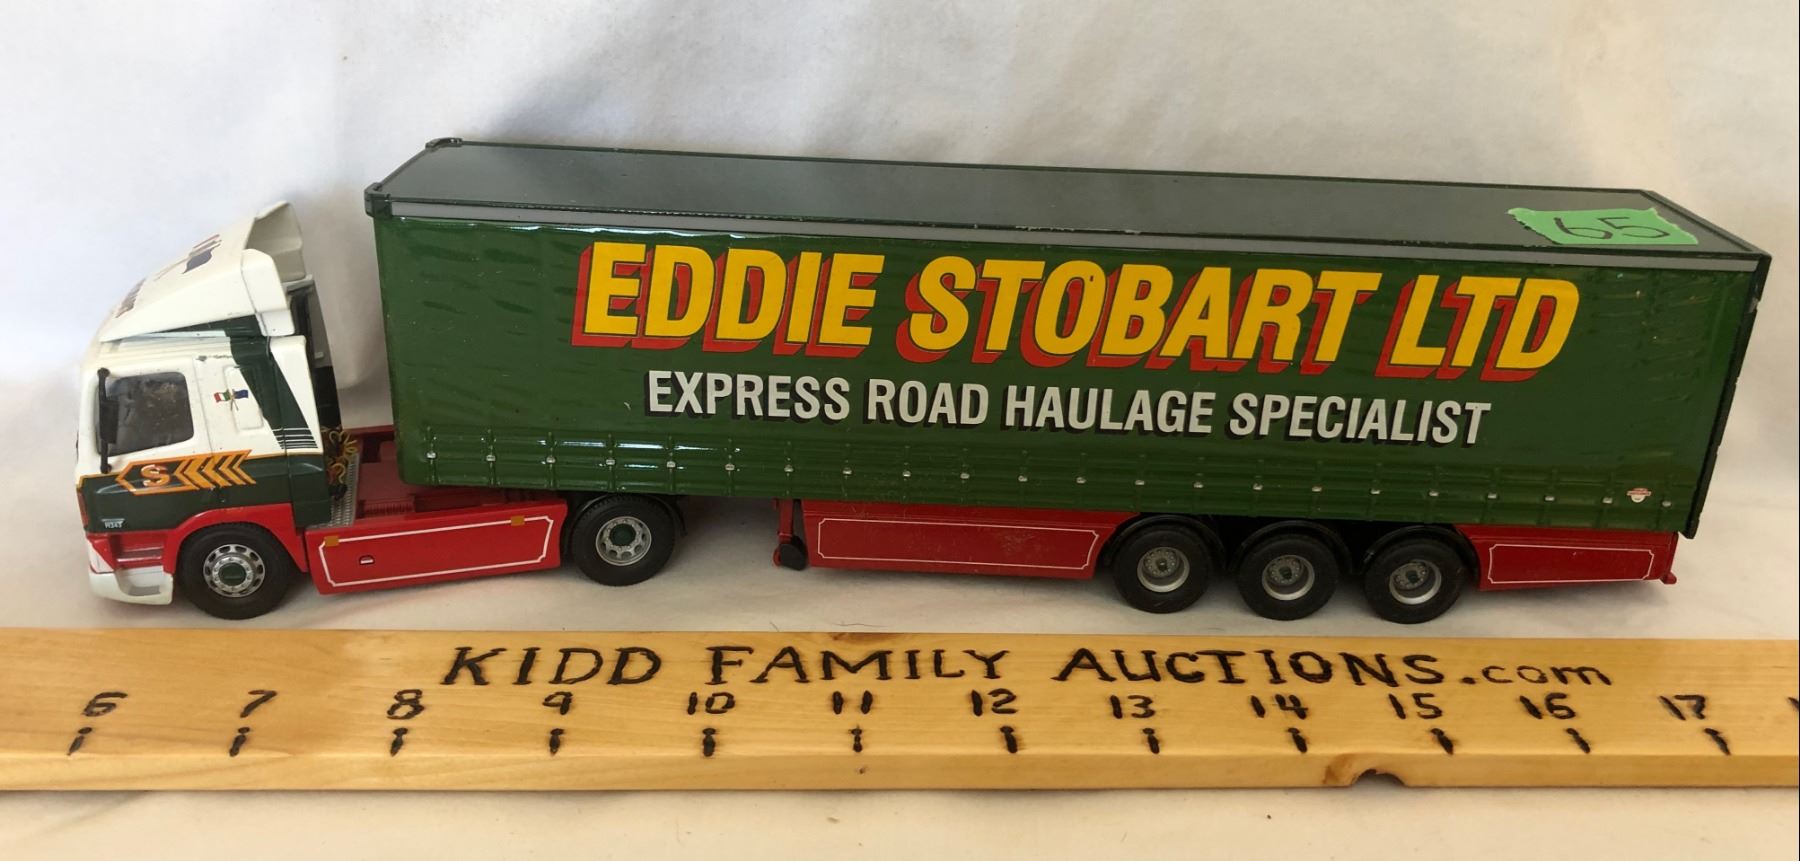 65
EDDIE STOBART LTD
EXPRESS ROAD HAULAGE SPECIALIST
S
H343
KIDD FAMILY AUCTIONS.com
6 7 8 9 10 11 12 13 14 15 16 17